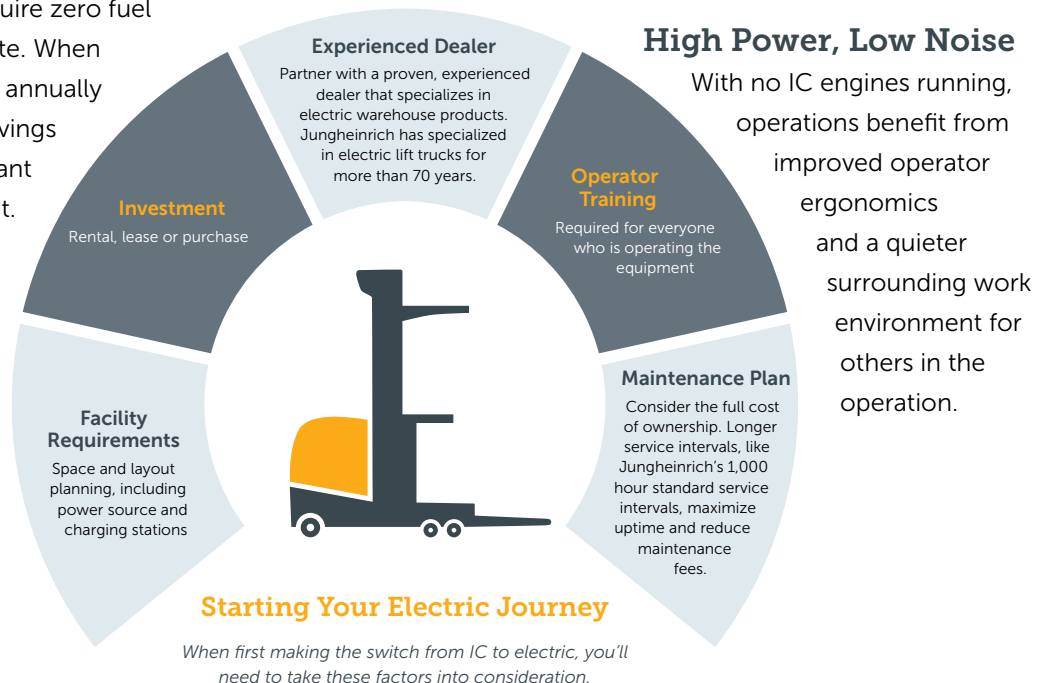 zero fuel
When
annually
High Power, Low Noise
With no IC engines running,
operations benefit from
improved operator
ergonomics
and a quieter
surrounding work
environment for
others in the
operation.
Facility
Requirements
Space and layout
planning, including
power source and
charging stations
Investment
Rental, lease or purchase
Experienced Dealer
Partner with a proven, experienced
dealer that specializes in
electric warehouse products.
Jungheinrich has specialized
in electric lift trucks for
more than 70 years.
Operator
Training
Required for everyone
who is operating the
equipment
Maintenance Plan
Consider the full cost
of ownership. Longer
service intervals, like
Jungheinrich's 1,000
hour standard service
intervals, maximize
uptime and reduce
maintenance
fees.
Starting Your Electric Journey
When first making the switch from IC to electric, you'll
need to take these factors into consideration.